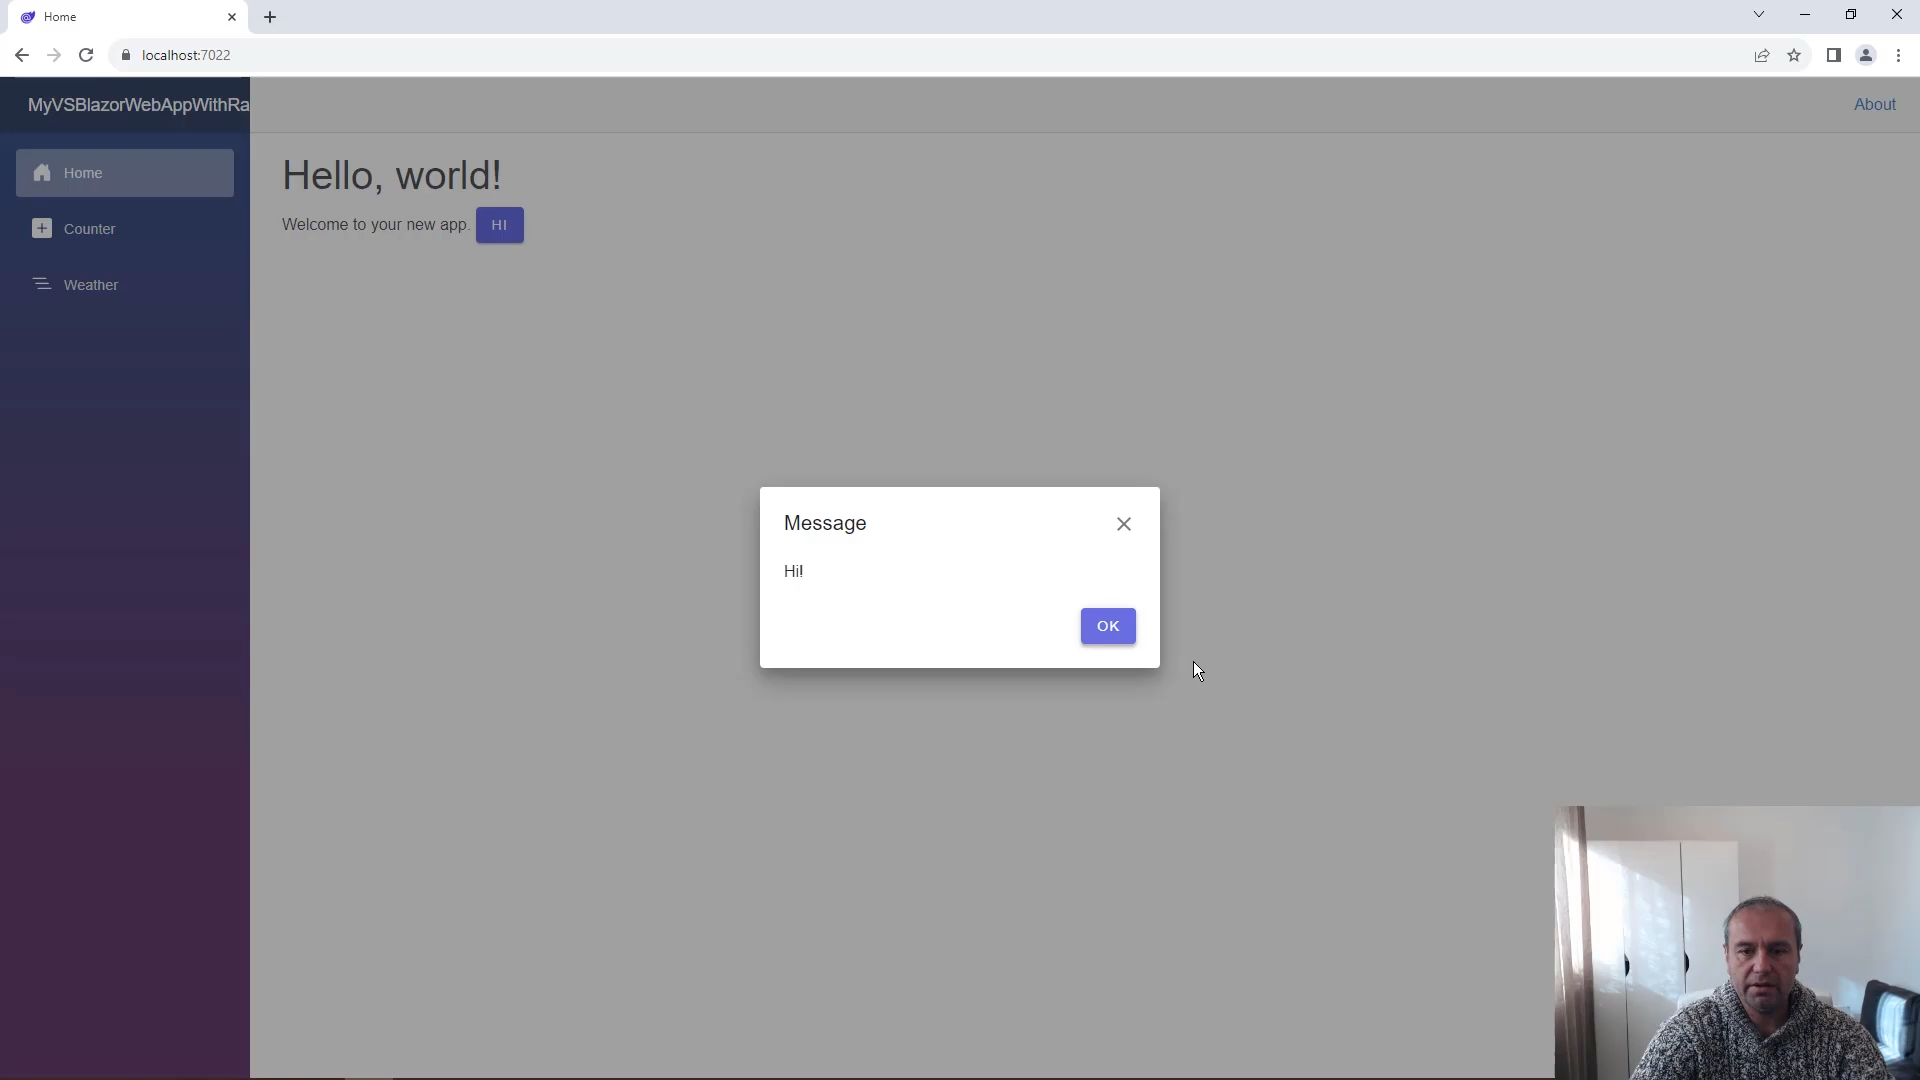 Home
localhost:7022
MyVSBlazorWebAppWithRa
About
Home
Counter
Weather
Hello, world!
Welcome to your new app. HI
Message
Hi!
OK